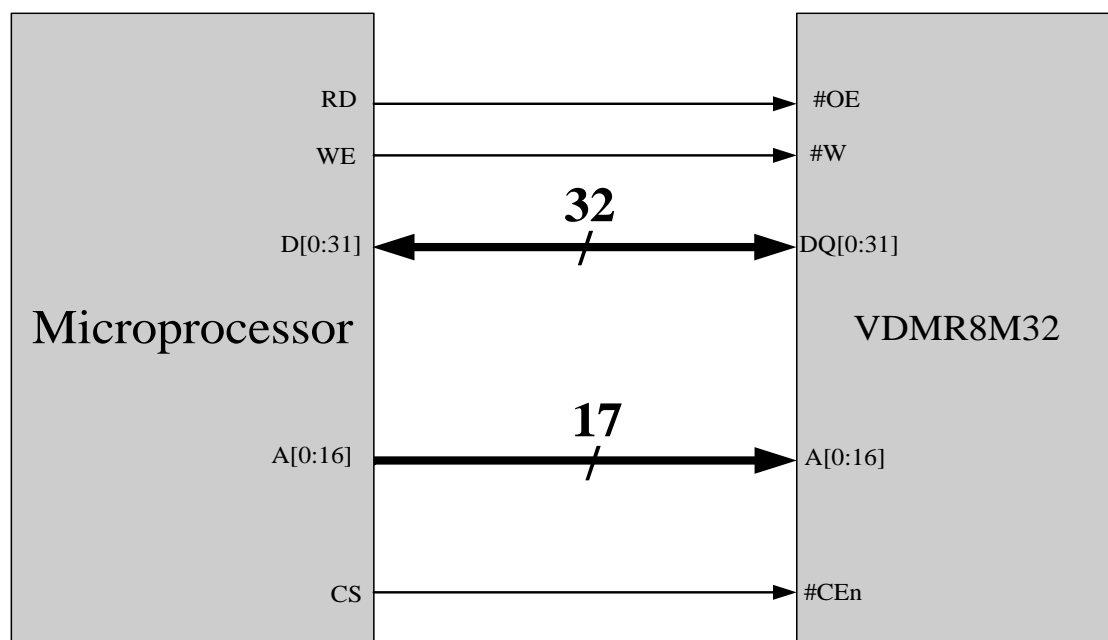 RD #OE
WE #W
32
D[0:31] DQ[0:31]
Microprocessor VDMR8M32
17
A[0:16] A[0:16]
CS #CEn